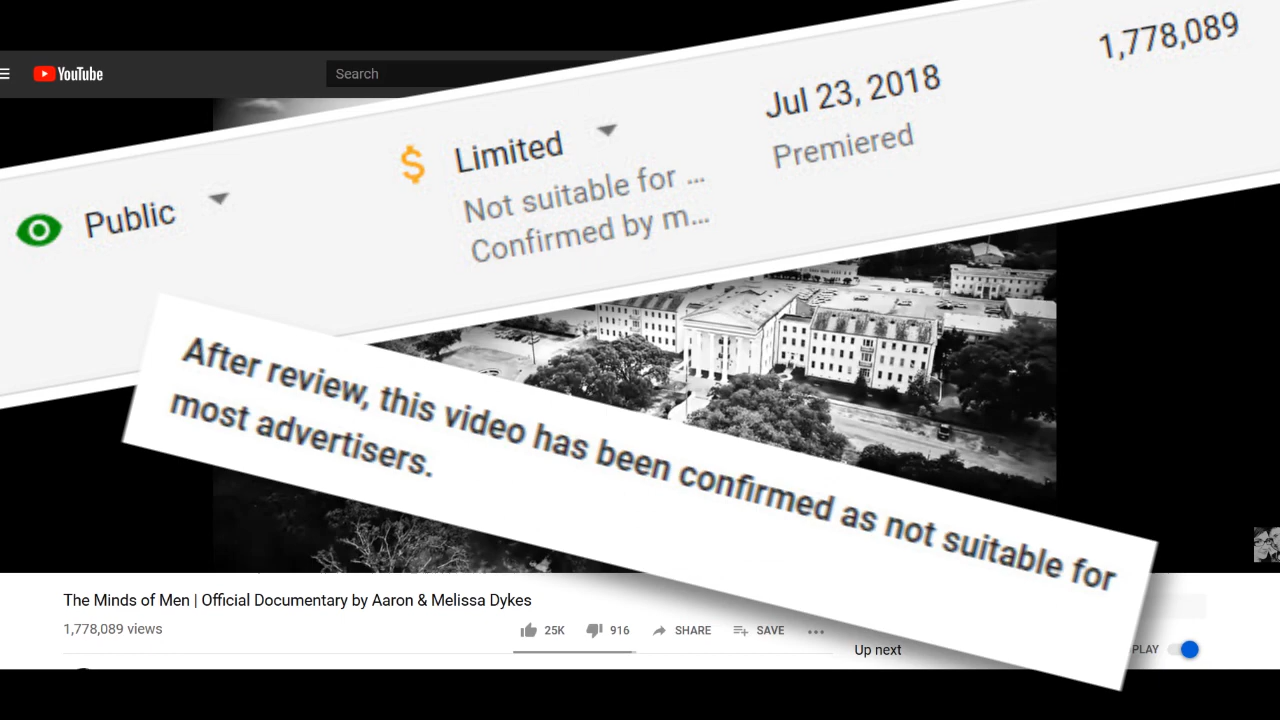 YouTube
Search
Public
Limited
Not suitable for ...
Confirmed by m...
Jul 23, 2018
Premiered
1,778,089
After review, this video has been confirmed as not suitable for
most advertisers.
The Minds of Men | Official Documentary by Aaron & Melissa Dykes
1,778,089 views
25K
916
SHARE
SAVE
Up next
PLAY